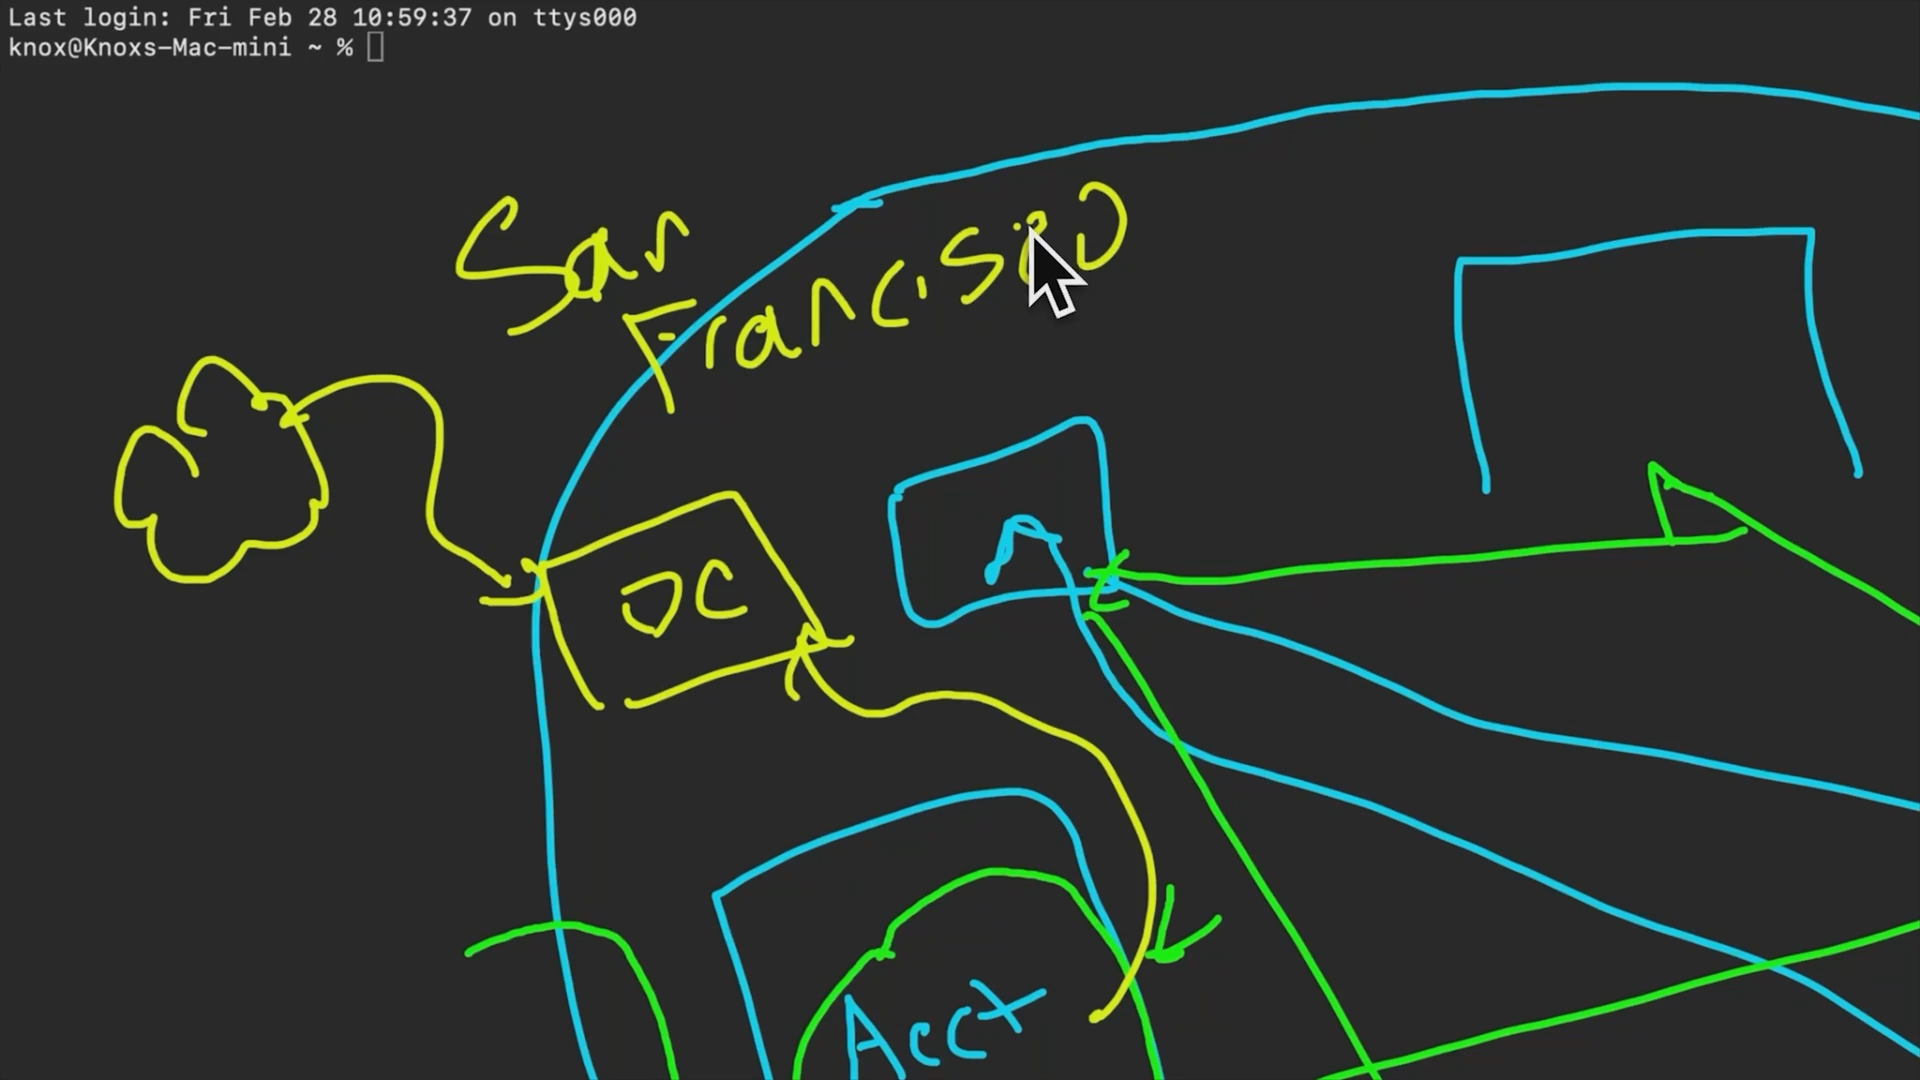 Last login: Fri Feb 28 10:59:37 on ttys000
knox@Knoxs-Mac-mini ~ %
San
Francisco
DC
Acct